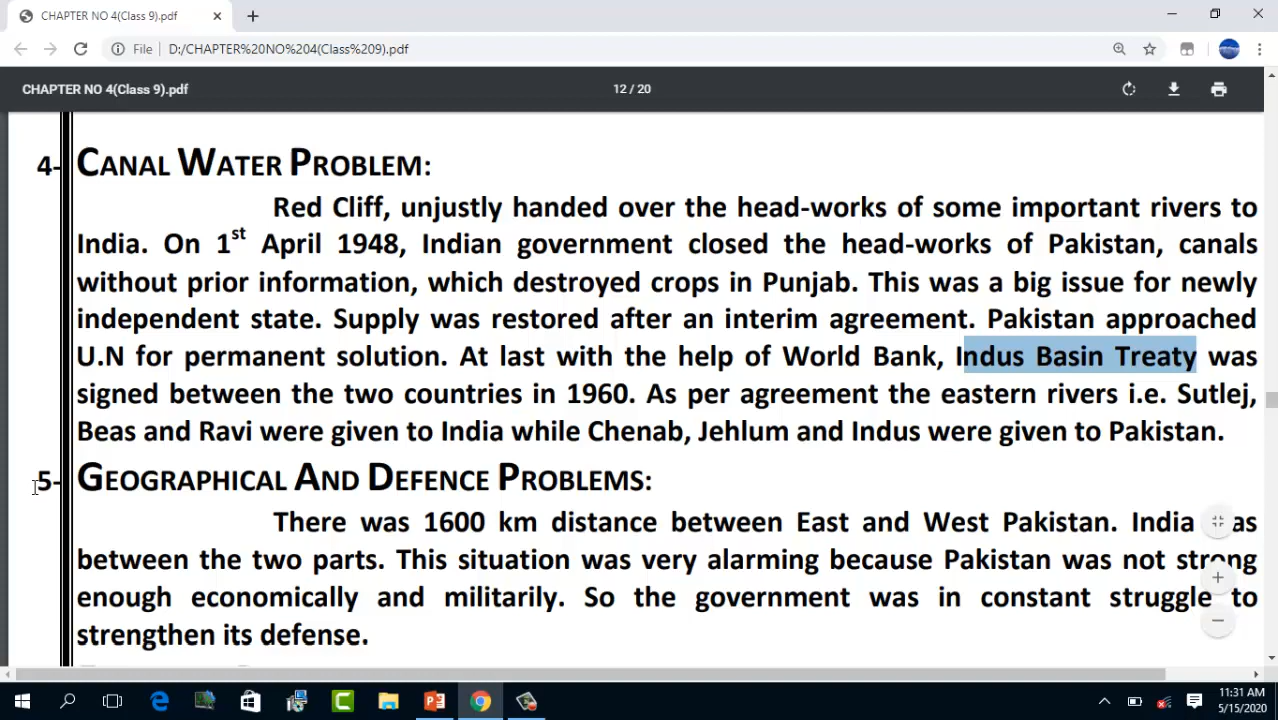 CHAPTER NO 4(Class 9).pdf
File | D:/CHAPTER%20NO%204(Class%209).pdf
CHAPTER NO 4(Class 9).pdf 12 / 20
4- CANAL WATER PROBLEM:
Red Cliff, unjustly handed over the head-works of some important rivers to
India. On 1st April 1948, Indian government closed the head-works of Pakistan, canals
without prior information, which destroyed crops in Punjab. This was a big issue for newly
independent state. Supply was restored after an interim agreement. Pakistan approached
U.N for permanent solution. At last with the help of World Bank, Indus Basin Treaty was
signed between the two countries in 1960. As per agreement the eastern rivers i.e. Sutlej,
Beas and Ravi were given to India while Chenab, Jehlum and Indus were given to Pakistan.
5- GEOGRAPHICAL AND DEFENCE PROBLEMS:
There was 1600 km distance between East and West Pakistan. India as
between the two parts. This situation was very alarming because Pakistan was not strong
enough economically and militarily. So the government was in constant struggle to
strengthen its defense.
11:31 AM
5/15/2020